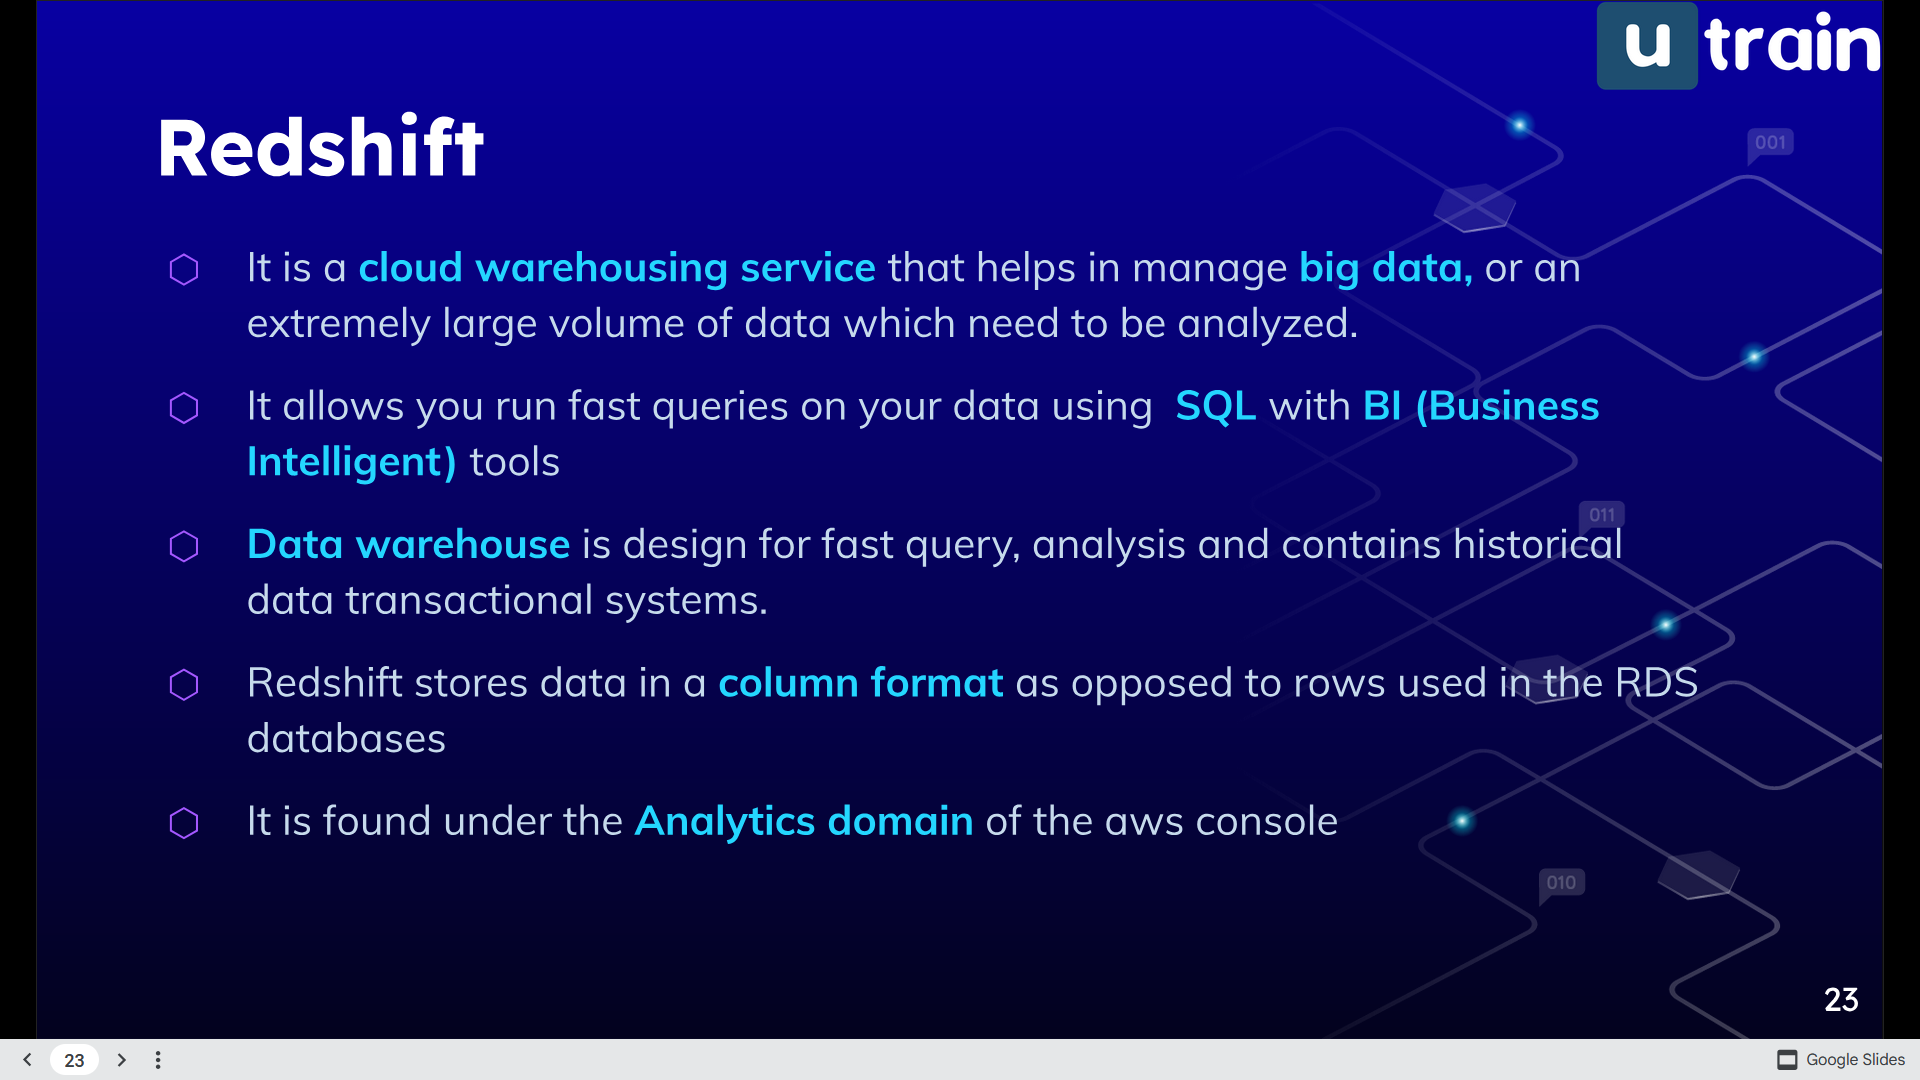 u train
Redshift
001
It is a cloud warehousing service that helps in manage big data, or an
extremely large volume of data which need to be analyzed.
It allows you run fast queries on your data using SQL with BI (Business
Intelligent) tools
011
Data warehouse is design for fast query, analysis and contains historical
data transactional systems.
Redshift stores data in a column format as opposed to rows used in the RDS
databases
It is found under the Analytics domain of the aws console
010
23
23
Google Slides